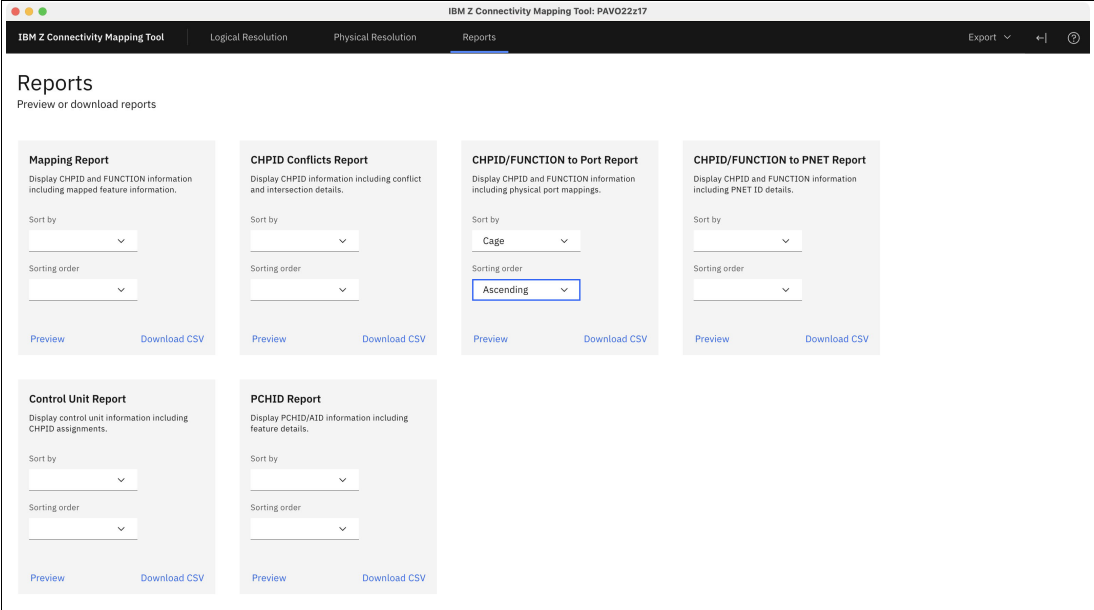 IBM Z Connectivity Mapping Tool: PAVO22z17
IBM Z Connectivity Mapping Tool
Logical Resolution
Physical Resolution
Reports
Export
Reports
Preview or download reports
Mapping Report
Display CHPID and FUNCTION information
including mapped feature information.
Sort by
Sorting order
Preview
Download CSV
CHPID Conflicts Report
Display CHPID information including conflict
and intersection details.
Sort by
Sorting order
Preview
Download CSV
CHPID/FUNCTION to Port Report
Display CHPID and FUNCTION information
including physical port mappings.
Sort by
Cage
Sorting order
Ascending
Preview
Download CSV
CHPID/FUNCTION to PNET Report
Display CHPID and FUNCTION information
including PNET ID details.
Sort by
Sorting order
Preview
Download CSV
Control Unit Report
Display control unit information including
CHPID assignments.
Sort by
Sorting order
Preview
Download CSV
PCHID Report
Display PCHID/AID information including
feature details.
Sort by
Sorting order
Preview
Download CSV